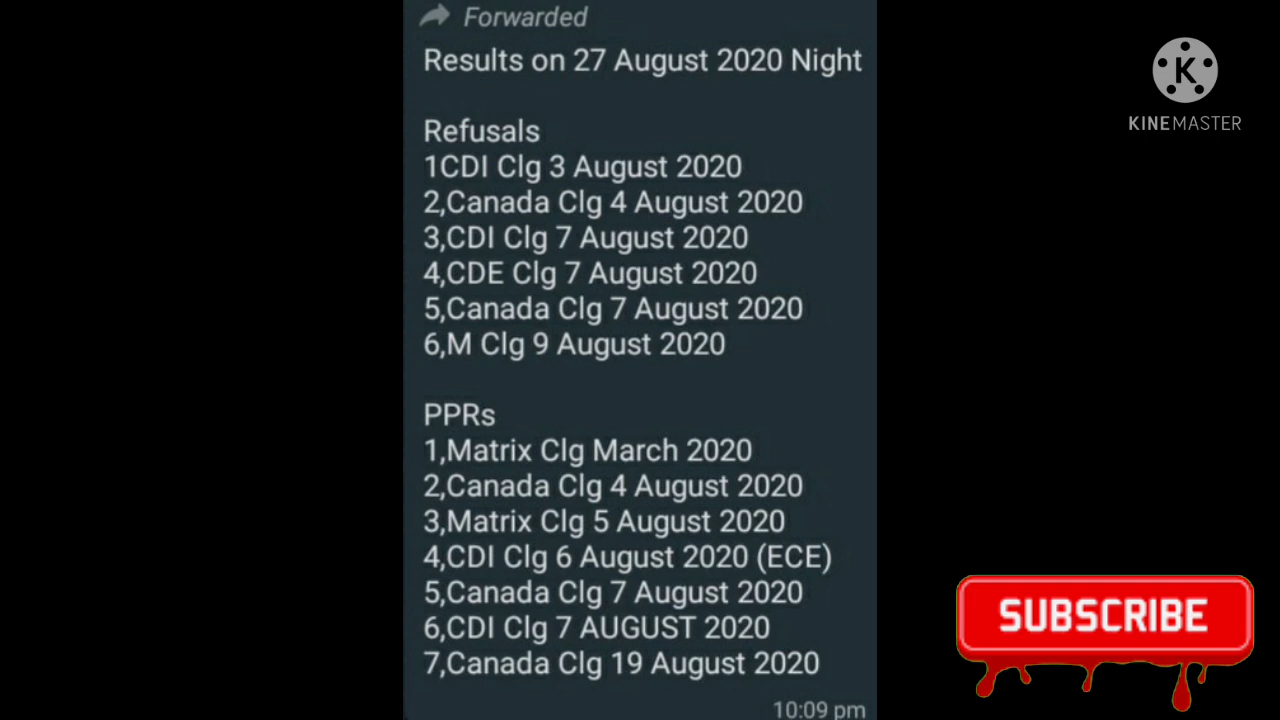 Forwarded
Results on 27 August 2020 Night
Refusals
1CDI Clg 3 August 2020
2,Canada Clg 4 August 2020
3,CDI Clg 7 August 2020
4,CDE Clg 7 August 2020
5,Canada Clg 7 August 2020
6,M Clg 9 August 2020
PPRs
1,Matrix Clg March 2020
2,Canada Clg 4 August 2020
3,Matrix Clg 5 August 2020
4,CDI Clg 6 August 2020 (ECE)
5,Canada Clg 7 August 2020
6,CDI Clg 7 AUGUST 2020
7,Canada Clg 19 August 2020
10:09 pm
K
KINEMASTER
SUBSCRIBE